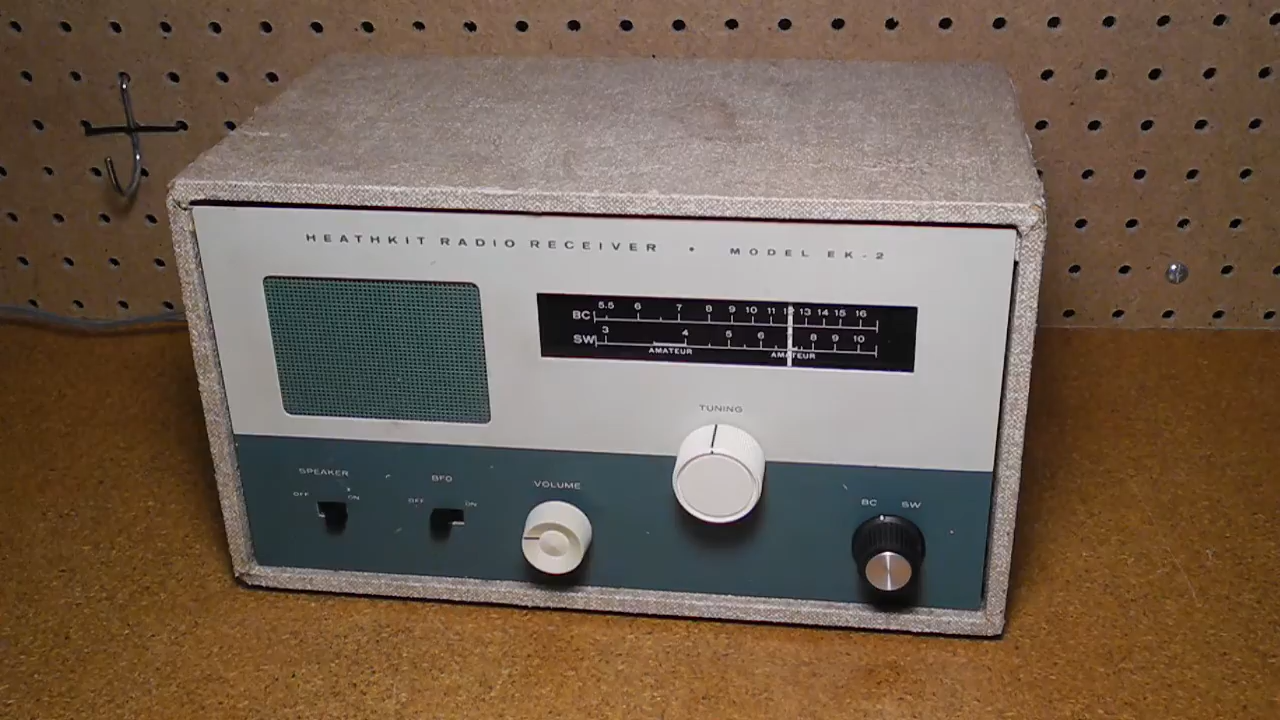 HEATHKIT RADIO RECEIVER • MODEL EK-2
BC 5.5 6 7 8 9 10 11 12 13 14 15 16
SW 3 4 5 6 8 9 10
AMATEUR AMATEUR
TUNING
SPEAKER
OFF ON
BFO
OFF ON
VOLUME
BC SW